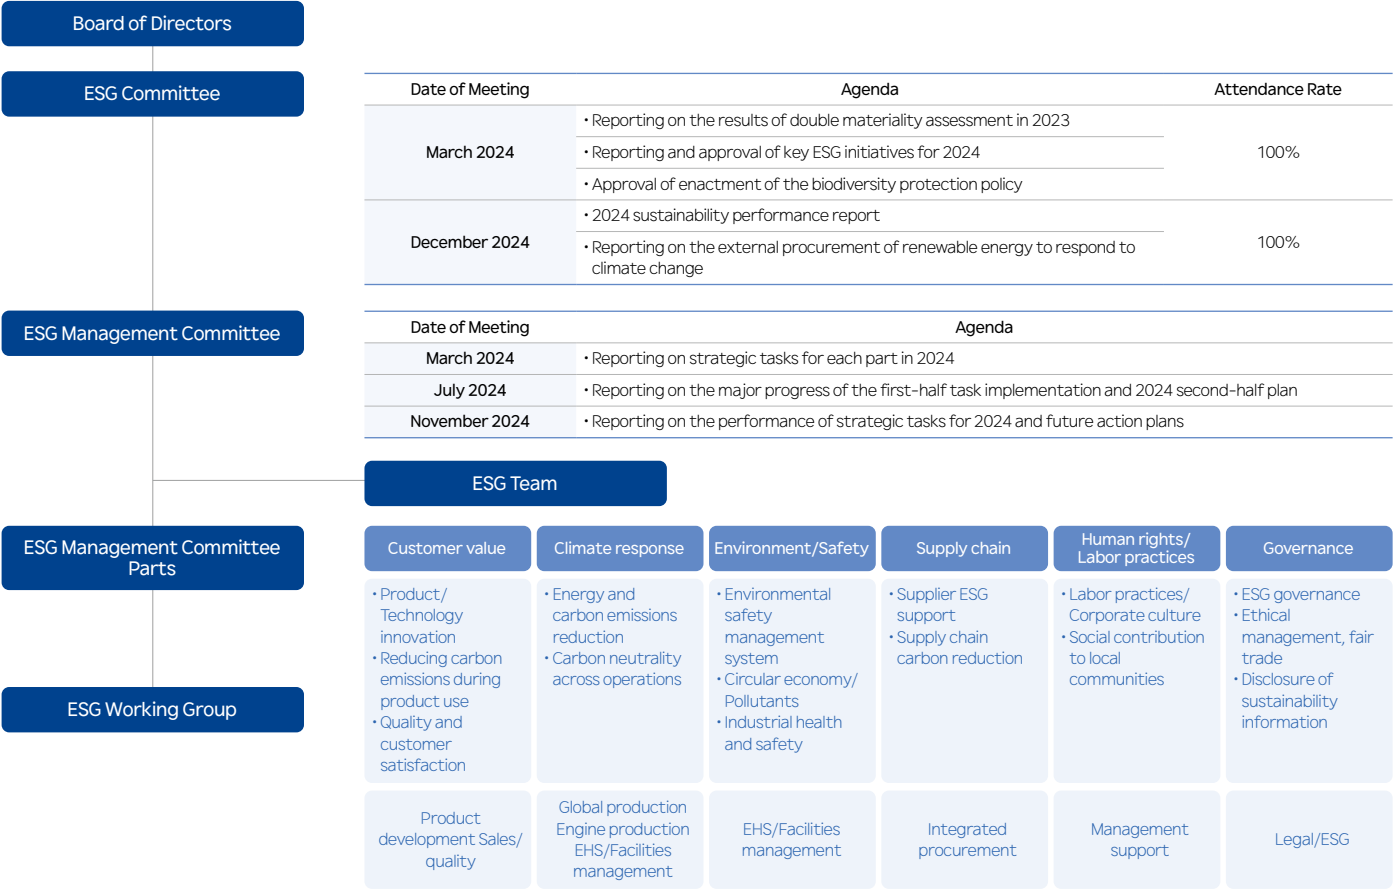 Board of Directors
ESG Committee
Date of Meeting
Agenda
Attendance Rate
March 2024
• Reporting on the results of double materiality assessment in 2023
• Reporting and approval of key ESG initiatives for 2024
• Approval of enactment of the biodiversity protection policy
100%
December 2024
• 2024 sustainability performance report
• Reporting on the external procurement of renewable energy to respond to
climate change
100%
ESG Management Committee
Date of Meeting
Agenda
March 2024
• Reporting on strategic tasks for each part in 2024
July 2024
• Reporting on the major progress of the first-half task implementation and 2024 second-half plan
November 2024
• Reporting on the performance of strategic tasks for 2024 and future action plans
ESG Team
ESG Management Committee
Parts
ESG Working Group
Customer value
• Product/
Technology
innovation
• Reducing carbon
emissions during
product use
• Quality and
customer
satisfaction
Product
development Sales/
quality
Climate response
• Energy and
carbon emissions
reduction
• Carbon neutrality
across operations
Global production
Engine production
EHS/Facilities
management
Environment/Safety
• Environmental
safety
management
system
• Circular economy/
Pollutants
• Industrial health
and safety
EHS/Facilities
management
Supply chain
• Supplier ESG
support
• Supply chain
carbon reduction
Integrated
procurement
Human rights/
Labor practices
• Labor practices/
Corporate culture
• Social contribution
to local
communities
Management
support
Governance
• ESG governance
• Ethical
management, fair
trade
• Disclosure of
sustainability
information
Legal/ESG